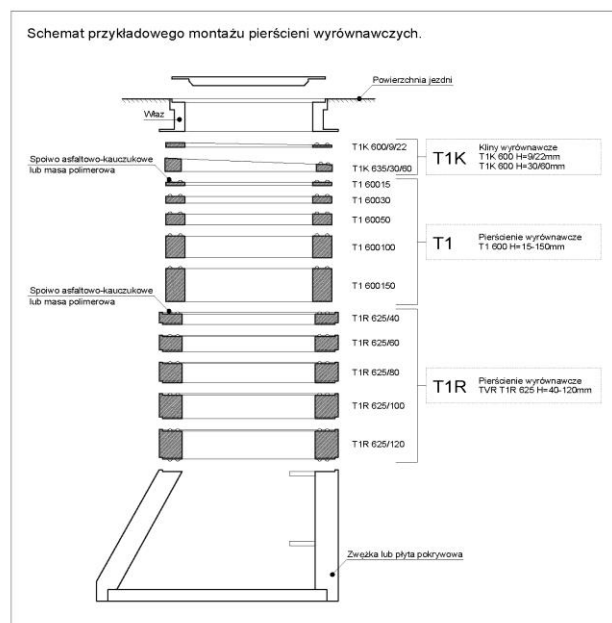 Schemat przykładowego montażu pierścieni wyrównawczych.
Powierzchnia jezdni
Właz
T1K 600/9/22
T1K 635/30/60
T1K
Kliny wyrównawcze
T1K 600 H=9/22mm
T1K 600 H=30/60mm
Spoiwo asfaltowo-kauczukowe
lub masa polimerowa
T1 60015
T1 60030
T1 60050
T1 600100
T1 600150
T1
Pierścienie wyrównawcze
T1 600 H=15-150mm
Spoiwo asfaltowo-kauczukowe
lub masa polimerowa
T1R 625/40
T1R 625/60
T1R 625/80
T1R 625/100
T1R 625/120
T1R
Pierścienie wyrównawcze
TVR T1R 625 H=40-120mm
Zwężka lub płyta pokrywowa